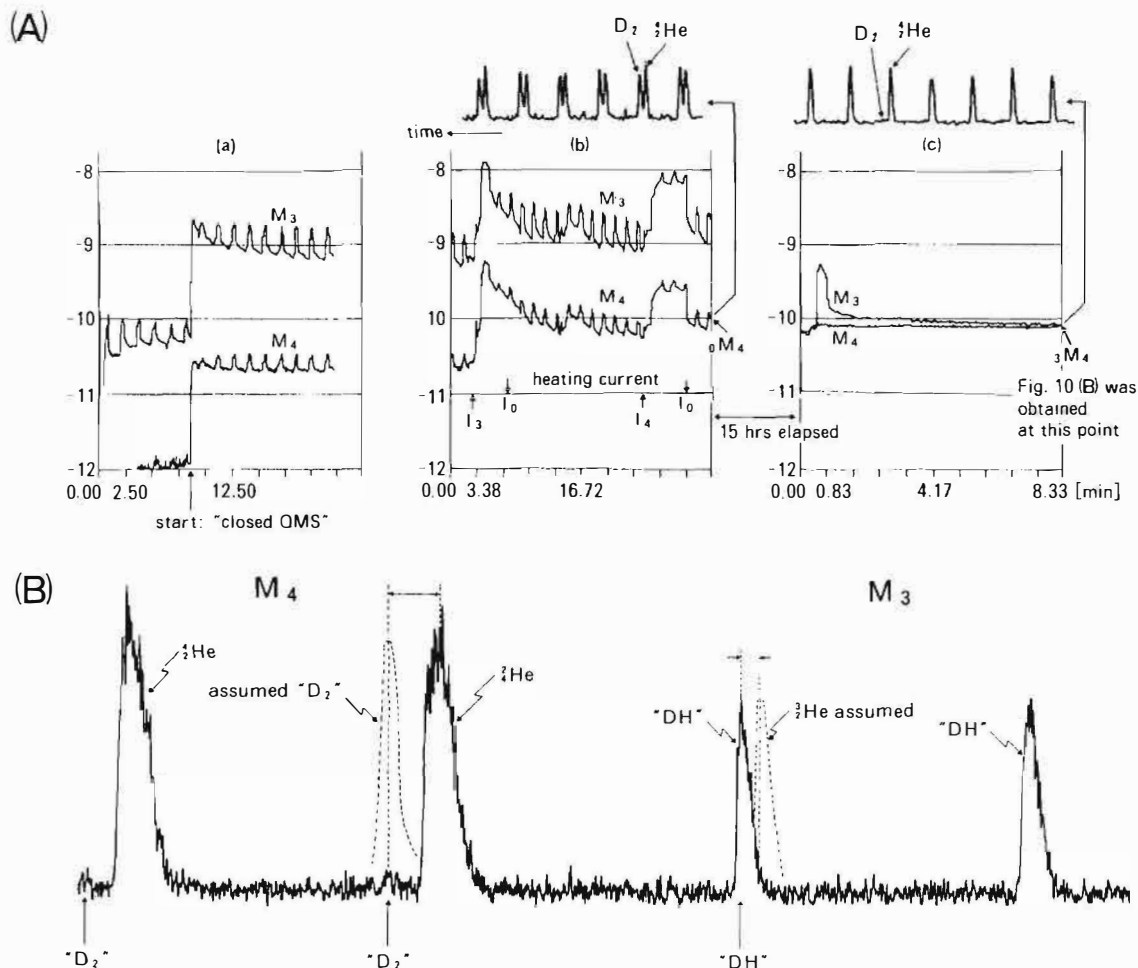 (A)
D₂ ⁴₂He
D₂ ⁴₂He
time
(a)
(b)
(c)
-8
-9
-10
-11
-12
M₃
M₄
0.00 2.50 12.50
start: "closed QMS"
-8
-9
-10
-11
-12
M₃
M₄
₀M₄
heating current
I₃ I₀ I₄ I₀
0.00 3.38 16.72
15 hrs elapsed
-8
-9
-10
-11
-12
M₃
M₄
₃M₄
Fig. 10 (B) was
obtained
at this point
0.00 0.83 4.17 8.33 [min]
(B)
M₄
M₃
⁴₂He
assumed "D₂"
²₄He
"DH"
³₂He assumed
"DH"
"D₂"
"D₂"
"DH"